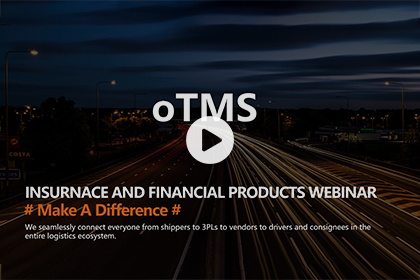 oTMS
INSURNACE AND FINANCIAL PRODUCTS WEBINAR
# Make A Difference #
We seamlessly connect everyone from shippers to 3PLs to vendors to drivers and consignees in the
entire logistics ecosystem.
COSTA